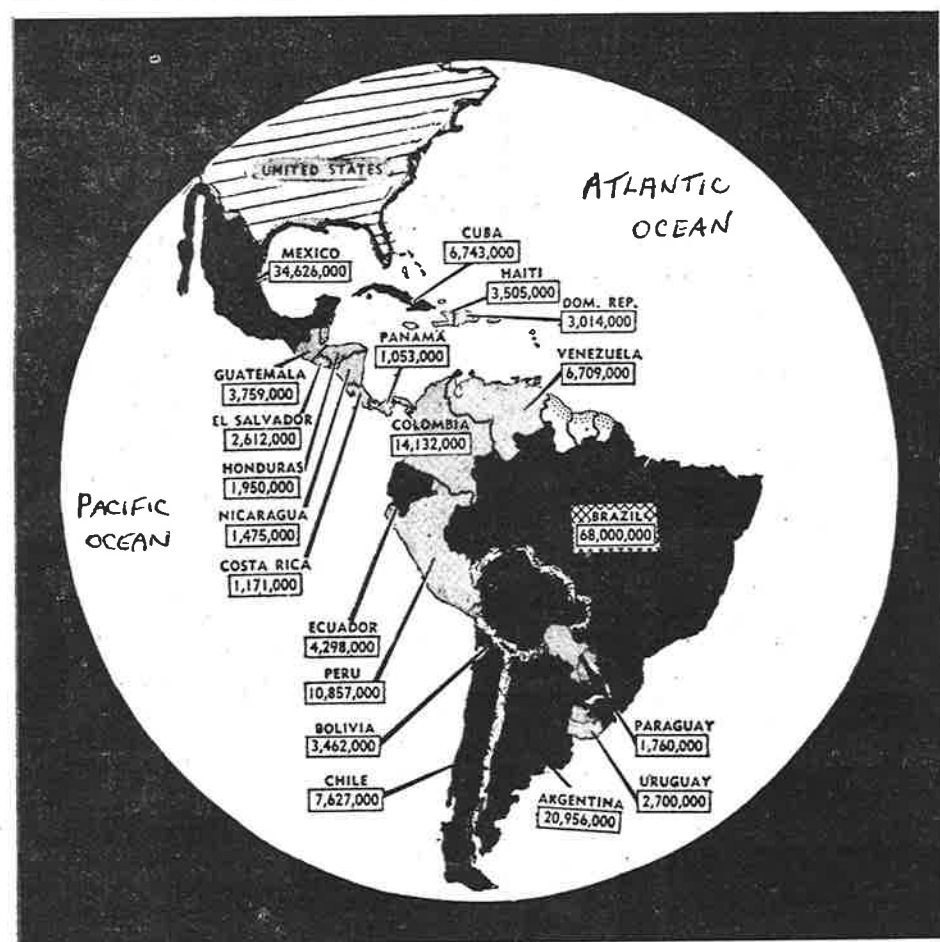 UNITED STATES
ATLANTIC
OCEAN
MEXICO
34,626,000
CUBA
6,743,000
HAITI
3,505,000
DOM. REP.
3,014,000
PANAMA
1,053,000
VENEZUELA
6,709,000
GUATEMALA
3,759,000
EL SALVADOR
2,612,000
COLOMBIA
14,132,000
HONDURAS
1,950,000
PACIFIC
OCEAN
NICARAGUA
1,475,000
BRAZIL
68,000,000
COSTA RICA
1,171,000
ECUADOR
4,298,000
PERU
10,857,000
BOLIVIA
3,462,000
PARAGUAY
1,760,000
CHILE
7,627,000
ARGENTINA
20,956,000
URUGUAY
2,700,000